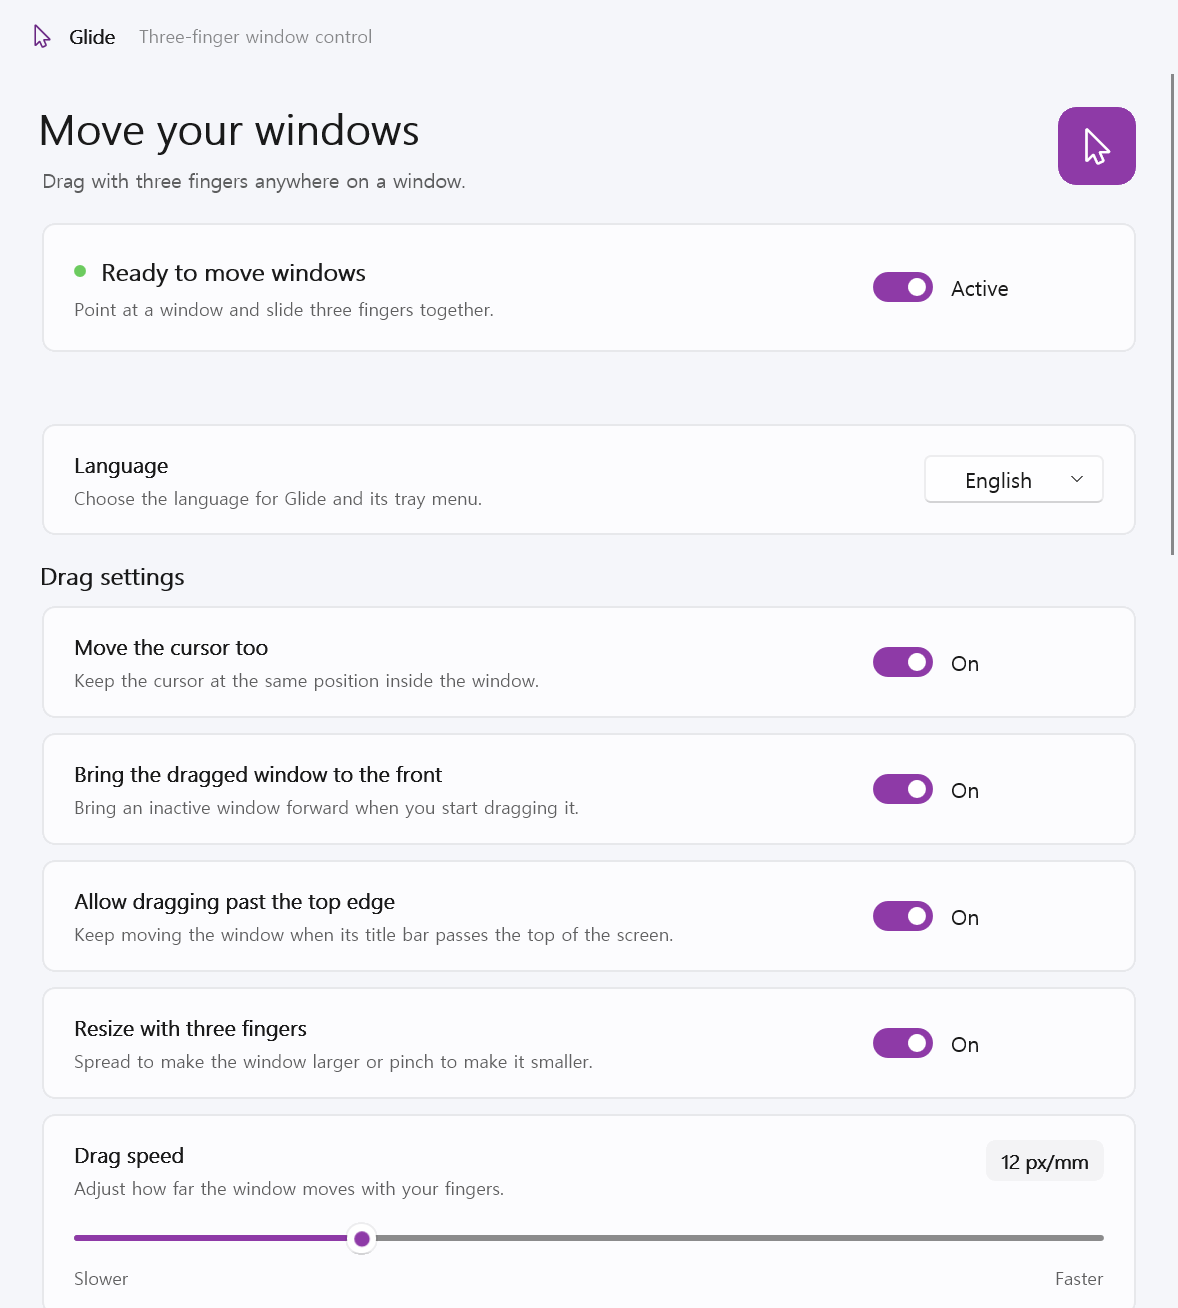 Glide Three-finger window control
Move your windows
Drag with three fingers anywhere on a window.
Ready to move windows
Point at a window and slide three fingers together.
Active
Language
Choose the language for Glide and its tray menu.
English
Drag settings
Move the cursor too
Keep the cursor at the same position inside the window.
On
Bring the dragged window to the front
Bring an inactive window forward when you start dragging it.
On
Allow dragging past the top edge
Keep moving the window when its title bar passes the top of the screen.
On
Resize with three fingers
Spread to make the window larger or pinch to make it smaller.
On
Drag speed
Adjust how far the window moves with your fingers.
12 px/mm
Slower
Faster